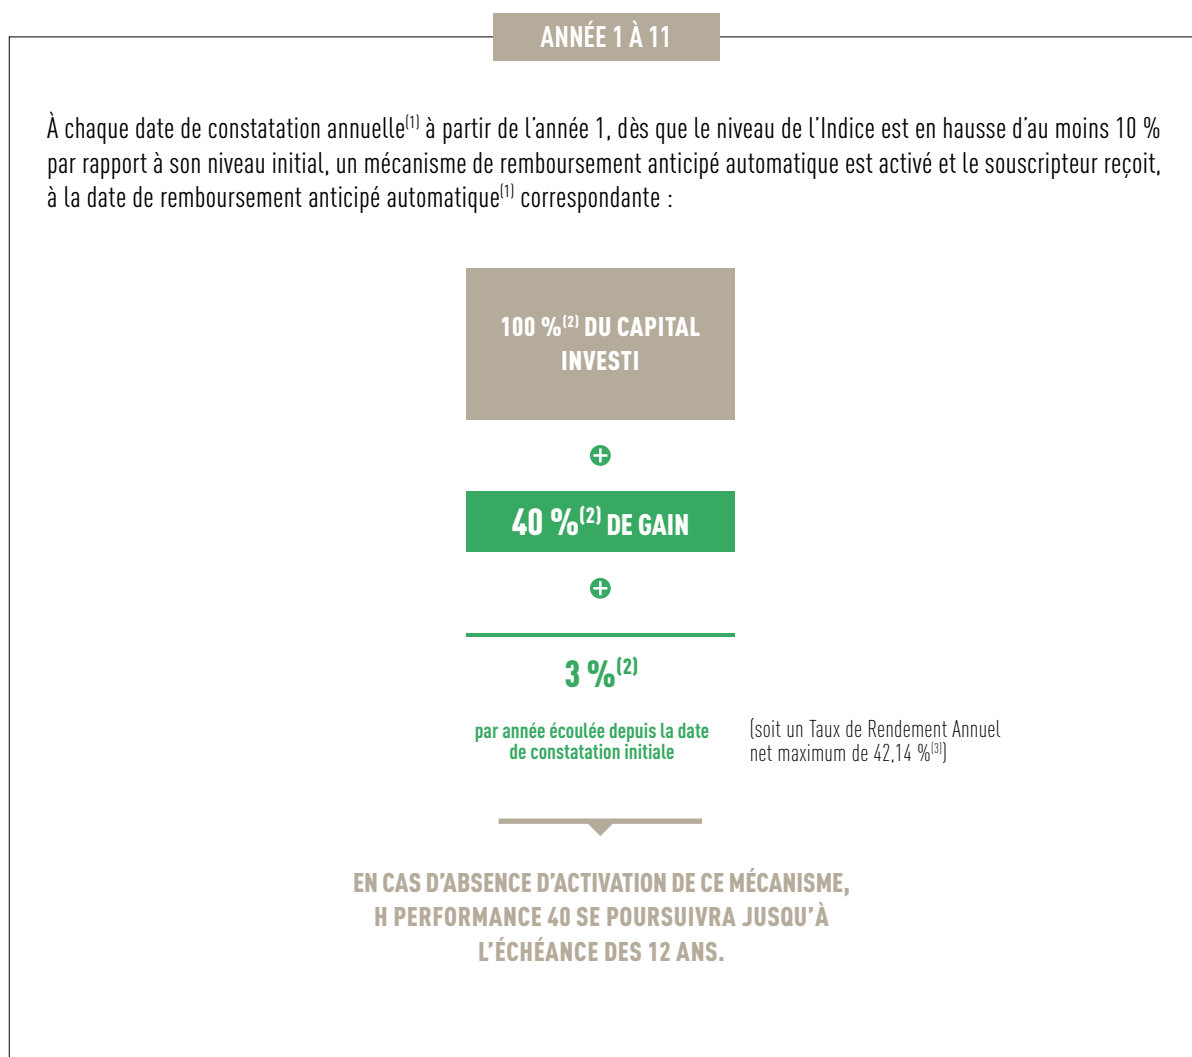 ANNÉE 1 À 11
À chaque date de constatation annuelle(1) à partir de l’année 1, dès que le niveau de l’Indice est en hausse d’au moins 10 %
par rapport à son niveau initial, un mécanisme de remboursement anticipé automatique est activé et le souscripteur reçoit,
à la date de remboursement anticipé automatique(1) correspondante :
100 %(2) DU CAPITAL
INVESTI
+
40 %(2) DE GAIN
+
3 %(2)
par année écoulée depuis la date
de constatation initiale
(soit un Taux de Rendement Annuel
net maximum de 42,14 %(3))
EN CAS D’ABSENCE D’ACTIVATION DE CE MÉCANISME,
H PERFORMANCE 40 SE POURSUIVRA JUSQU’À
L’ÉCHÉANCE DES 12 ANS.